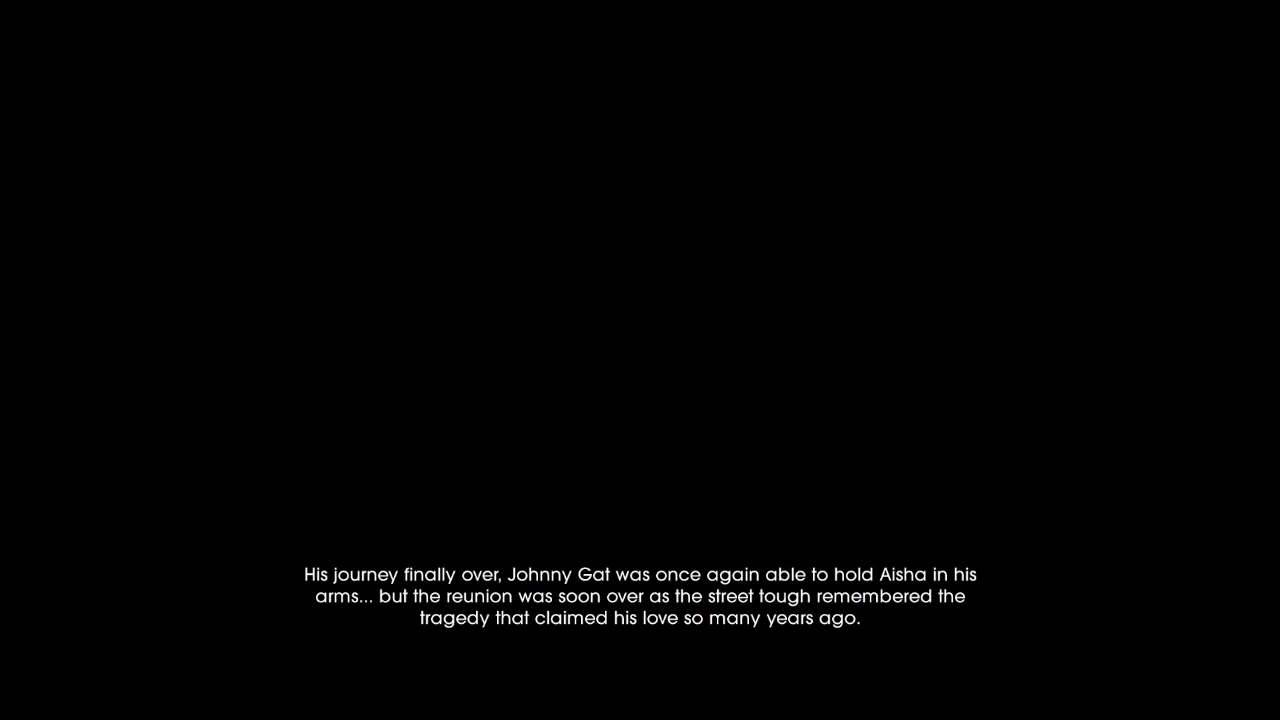 His journey finally over, Johnny Gat was once again able to hold Aisha in his
arms... but the reunion was soon over as the street tough remembered the
tragedy that claimed his love so many years ago.